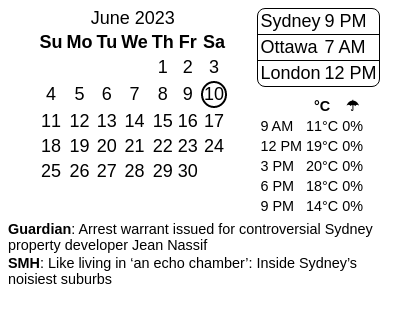 June 2023
Su Mo Tu We Th Fr Sa
1 2 3
4 5 6 7 8 9 10
11 12 13 14 15 16 17
18 19 20 21 22 23 24
25 26 27 28 29 30
Sydney 9 PM
Ottawa 7 AM
London 12 PM
°C ☂
9 AM 11°C 0%
12 PM 19°C 0%
3 PM 20°C 0%
6 PM 18°C 0%
9 PM 14°C 0%
Guardian: Arrest warrant issued for controversial Sydney
property developer Jean Nassif
SMH: Like living in ‘an echo chamber’: Inside Sydney’s
noisiest suburbs